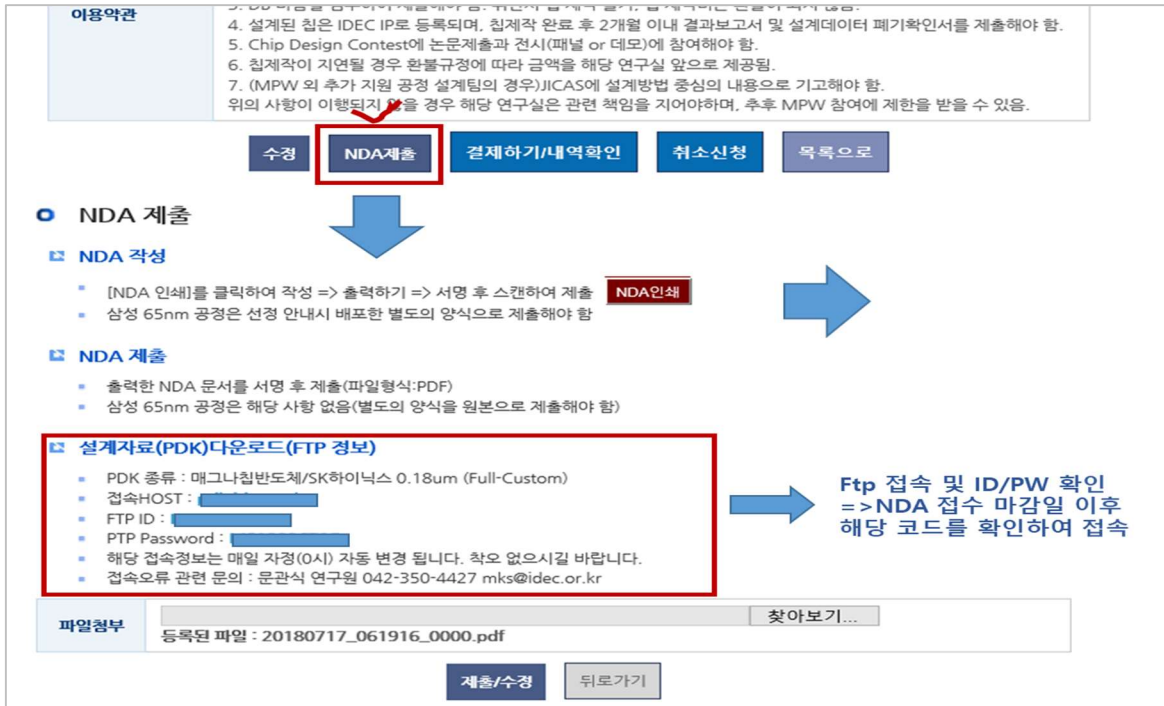 이용약관
4. 설계된 칩은 IDEC IP로 등록되며, 칩제작 완료 후 2개월 이내 결과보고서 및 설계데이터 폐기확인서를 제출해야 함.
5. Chip Design Contest에 논문제출과 전시(패널 or 데모)에 참여해야 함.
6. 칩제작이 지연될 경우 환불규정에 따라 금액을 해당 연구실 앞으로 제공됨.
7. (MPW 외 추가 지원 공정 설계팀의 경우)JICAS에 설계방법 중심의 내용으로 기고해야 함.
위의 사항이 이행되지 않을 경우 해당 연구실은 관련 책임을 지어야하며, 추후 MPW 참여에 제한을 받을 수 있음.
수정 NDA제출 결제하기/내역확인 취소신청 목록으로
NDA 제출
NDA 작성
[NDA 인쇄]를 클릭하여 작성 => 출력하기 => 서명 후 스캔하여 제출 NDA인쇄
삼성 65nm 공정은 선정 안내시 배포한 별도의 양식으로 제출해야 함
NDA 제출
출력한 NDA 문서를 서명 후 제출(파일형식:PDF)
삼성 65nm 공정은 해당 사항 없음(별도의 양식을 원본으로 제출해야 함)
설계자료(PDK)다운로드(FTP 정보)
PDK 종류 : 매그나칩반도체/SK하이닉스 0.18um (Full-Custom)
접속HOST :
FTP ID :
PTP Password :
해당 접속정보는 매일 자정(0시) 자동 변경 됩니다. 착오 없으시길 바랍니다.
접속오류 관련 문의 : 문관식 연구원 042-350-4427 mks@idec.or.kr
Ftp 접속 및 ID/PW 확인
=>NDA 접수 마감일 이후
해당 코드를 확인하여 접속
파일첨부 찾아보기...
등록된 파일 : 20180717_061916_0000.pdf
제출/수정 뒤로가기